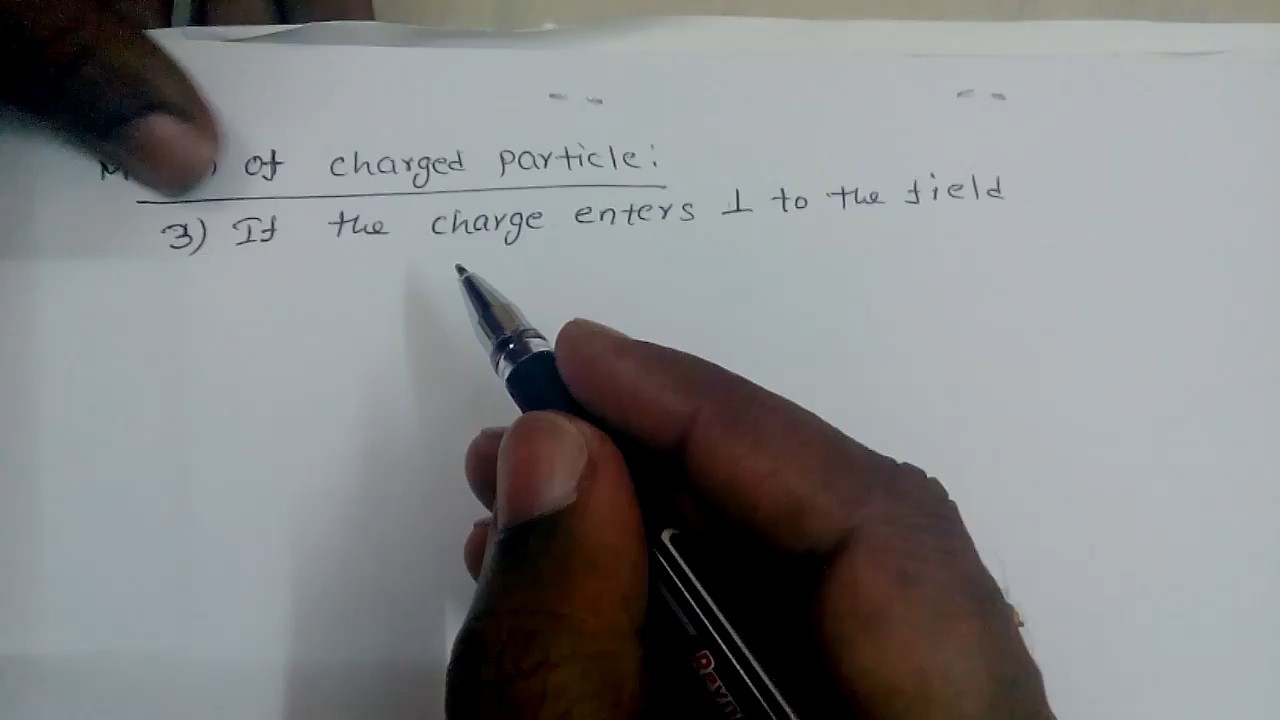 of charged particle:
3) If the charge enters ⊥ to the field